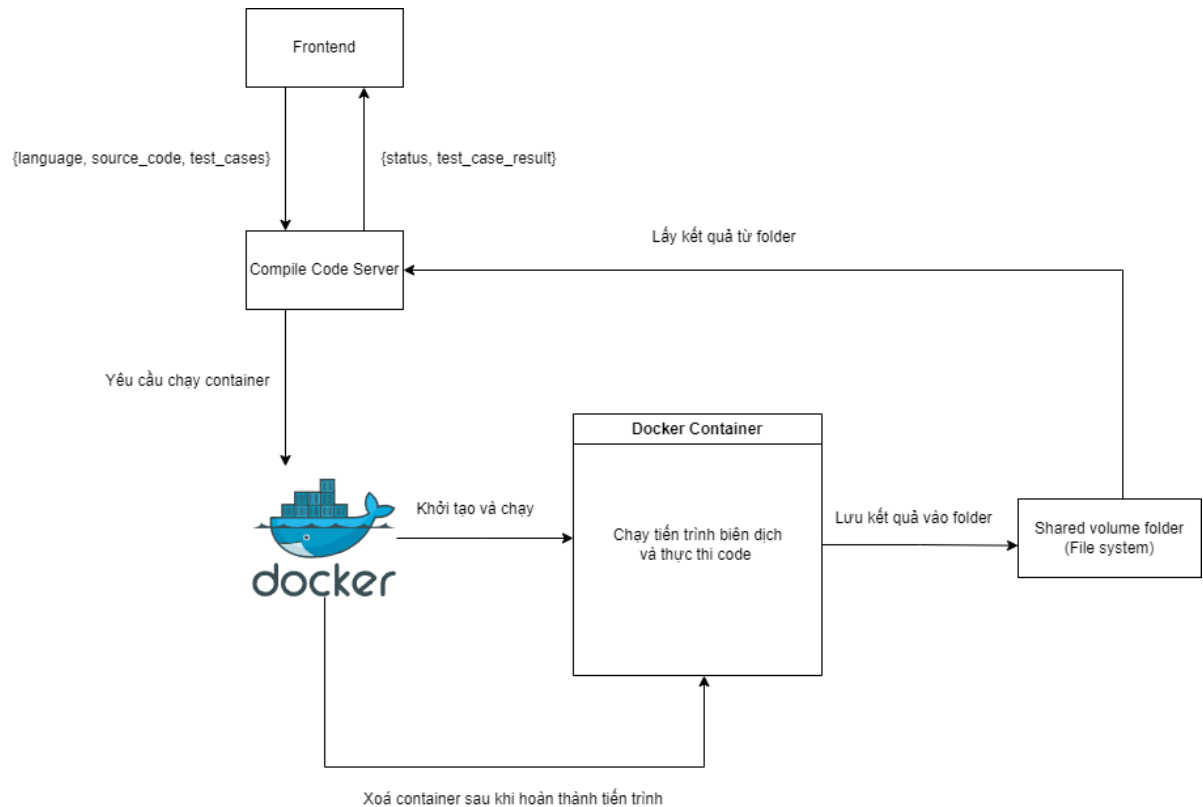 Frontend
{language, source_code, test_cases}
{status, test_case_result}
Lấy kết quả từ folder
Compile Code Server
Yêu cầu chạy container
Docker Container
Khởi tạo và chạy
Lưu kết quả vào folder
Chạy tiến trình biên dịch
và thực thi code
Shared volume folder
(File system)
docker
Xoá container sau khi hoàn thành tiến trình